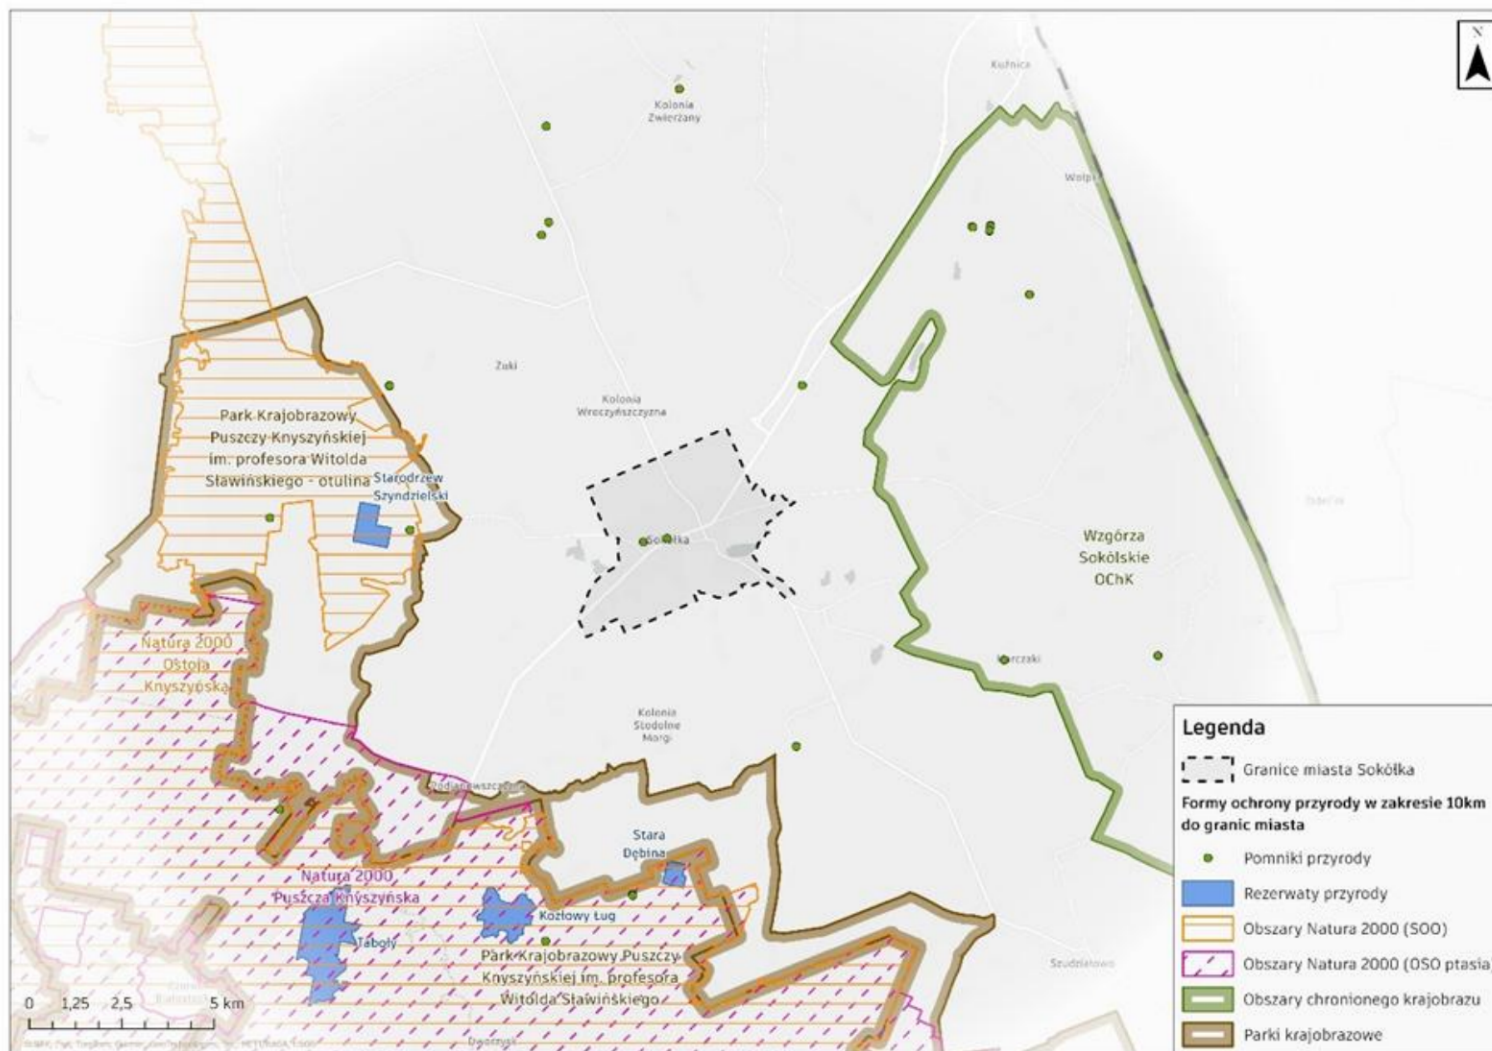 N
Kuźnica
Kolonia
Zwierżany
Wołpa
Żuki
Kolonia
Wroczyńszczyzna
Park Krajobrazowy
Puszczy Knyszyńskiej
im. profesora Witolda
Sławińskiego - otulina
Starodrzew
Szyndzielski
Sokółka
Wzgórza
Sokólskie
OChK
Natura 2000
Ostoja
Knyszyńska
Kolonia
Stodolne
Morgi
Stara
Dębina
Natura 2000
Puszcza Knyszyńska
Kozłowy Ług
Taboły
Park Krajobrazowy Puszczy
Knyszyńskiej im. profesora
Witolda Sławińskiego
Szudziałowo
0 1,25 2,5 5 km
Legenda
Granice miasta Sokółka
Formy ochrony przyrody w zakresie 10km
do granic miasta
Pomniki przyrody
Rezerwaty przyrody
Obszary Natura 2000 (SOO)
Obszary Natura 2000 (OSO ptasia)
Obszary chronionego krajobrazu
Parki krajobrazowe